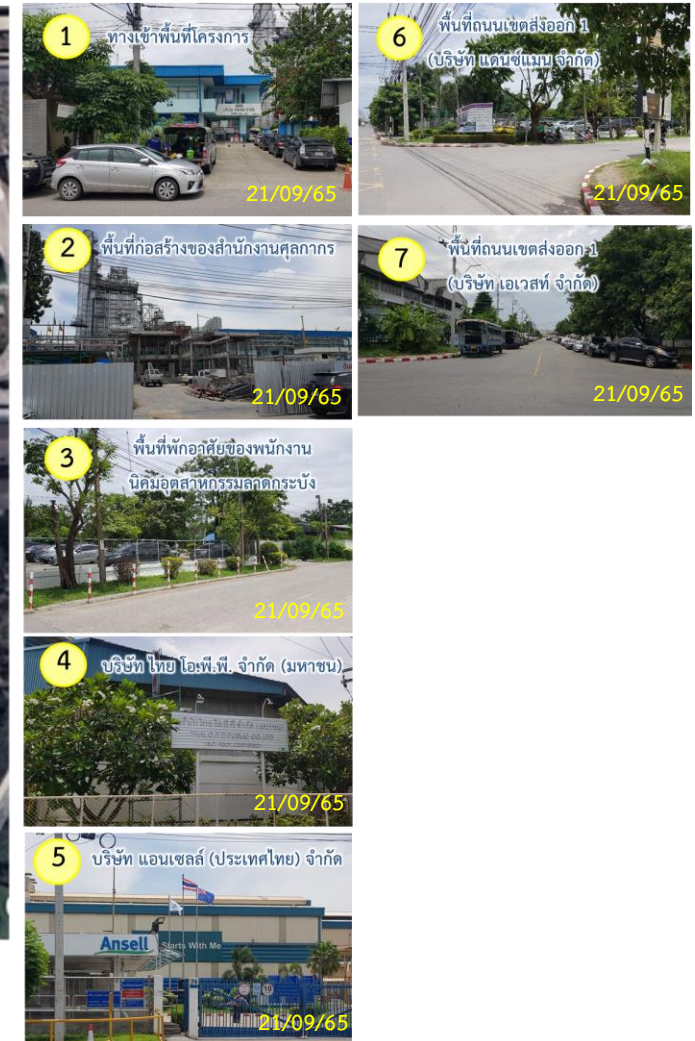 1
ทางเข้าพื้นที่โครงการ
21/09/65
2
พื้นที่ก่อสร้างของสำนักงานศุลกากร
21/09/65
3
พื้นที่พักอาศัยของพนักงาน
นิคมอุตสาหกรรมลาดกระบัง
21/09/65
4
บริษัท ไทย โอ.พี.พี. จำกัด (มหาชน)
21/09/65
5
บริษัท แอนเซลล์ (ประเทศไทย) จำกัด
Ansell
Starts With Me
21/09/65
6
พื้นที่ถนนเขตส่งออก 1
(บริษัท แด่นซ์แมน จำกัด)
21/09/65
7
พื้นที่ถนนเขตส่งออก 1
(บริษัท เอเวสท์ จำกัด)
21/09/65